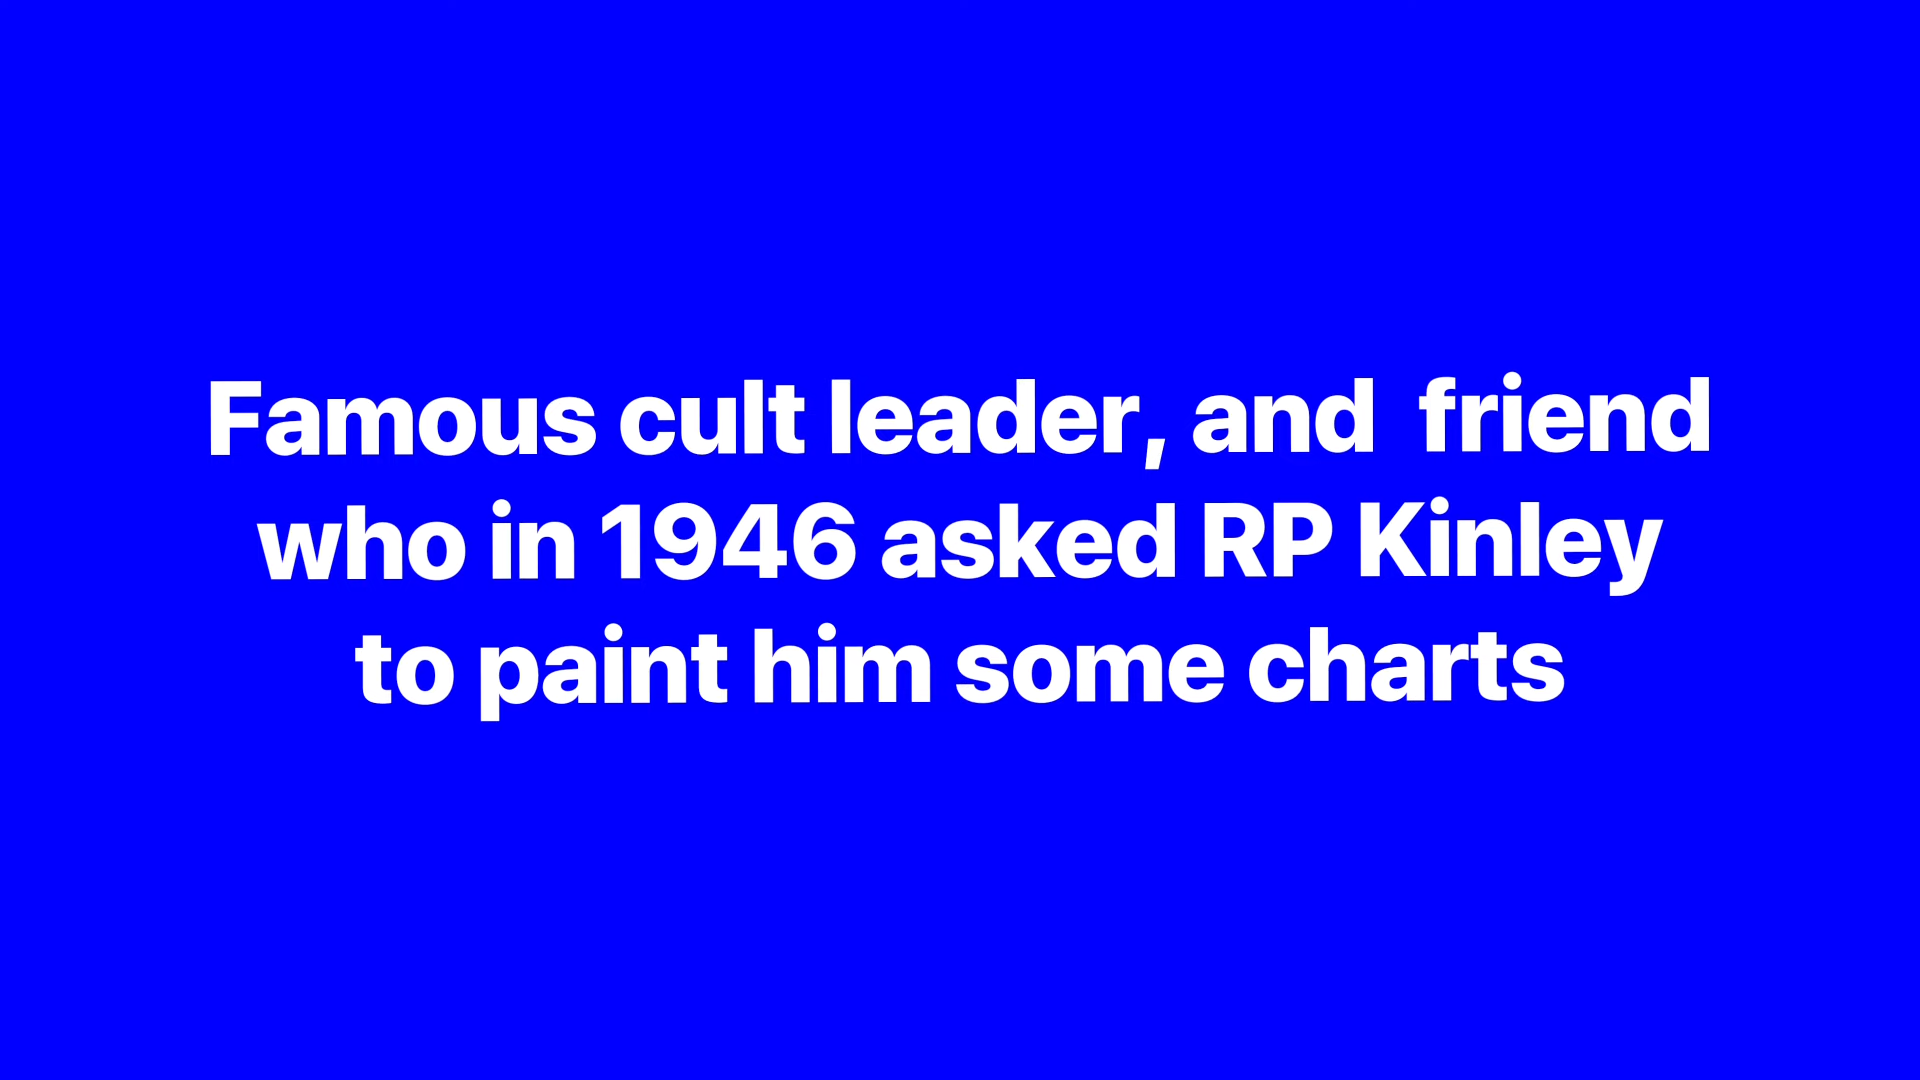 Famous cult leader, and  friend
who in 1946 asked RP Kinley
to paint him some charts